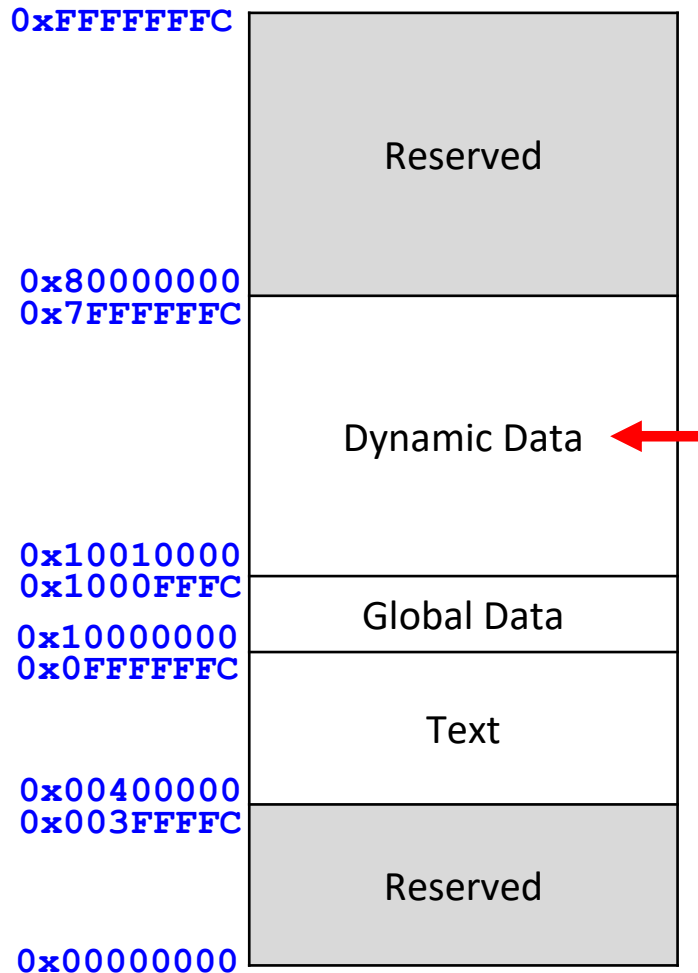 0xFFFFFFFC
Reserved
0x80000000
0x7FFFFFFC
Dynamic Data
0x10010000
0x1000FFFC
Global Data
0x10000000
0x0FFFFFFC
Text
0x00400000
0x003FFFFC
Reserved
0x00000000